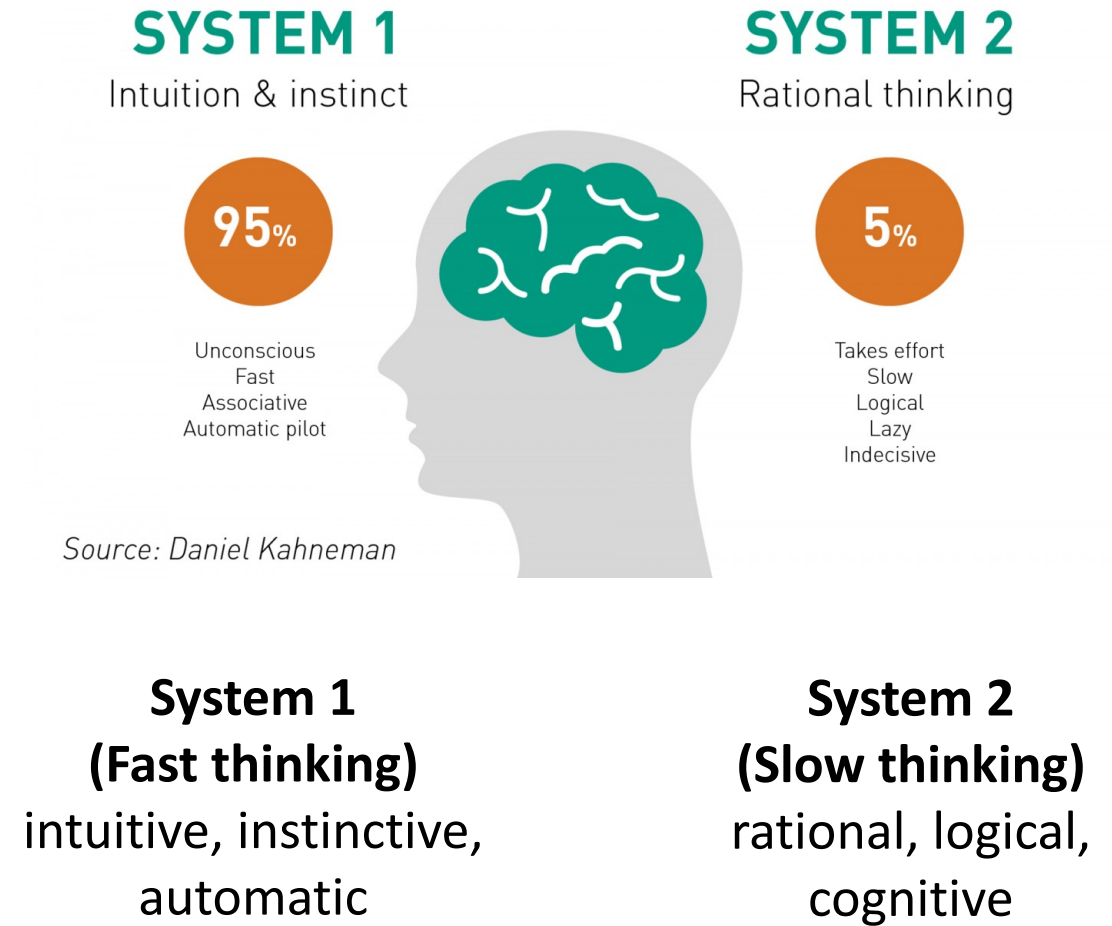 SYSTEM 1
Intuition & instinct
95%
Unconscious
Fast
Associative
Automatic pilot
SYSTEM 2
Rational thinking
5%
Takes effort
Slow
Logical
Lazy
Indecisive
Source: Daniel Kahneman
System 1
(Fast thinking)
intuitive, instinctive,
automatic
System 2
(Slow thinking)
rational, logical,
cognitive